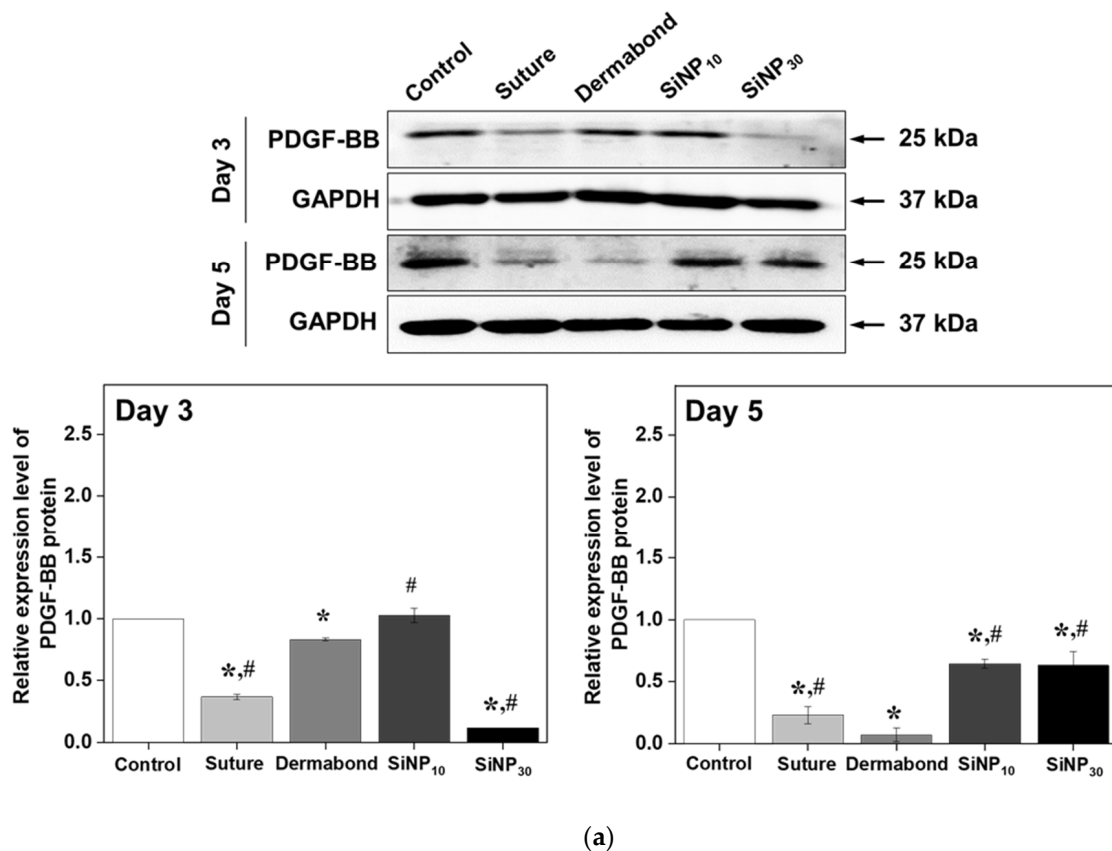 Control Suture Dermabond SiNP₁₀ SiNP₃₀
Day 3
PDGF-BB 25 kDa
GAPDH 37 kDa
Day 5
PDGF-BB 25 kDa
GAPDH 37 kDa
Day 3
Relative expression level of
PDGF-BB protein
2.5
2.0
1.5
1.0
0.5
0.0
*,#
*
#
*,#
Control Suture Dermabond SiNP₁₀ SiNP₃₀
Day 5
Relative expression level of
PDGF-BB protein
2.5
2.0
1.5
1.0
0.5
0.0
*,#
*
*,#
*,#
Control Suture Dermabond SiNP₁₀ SiNP₃₀
(a)